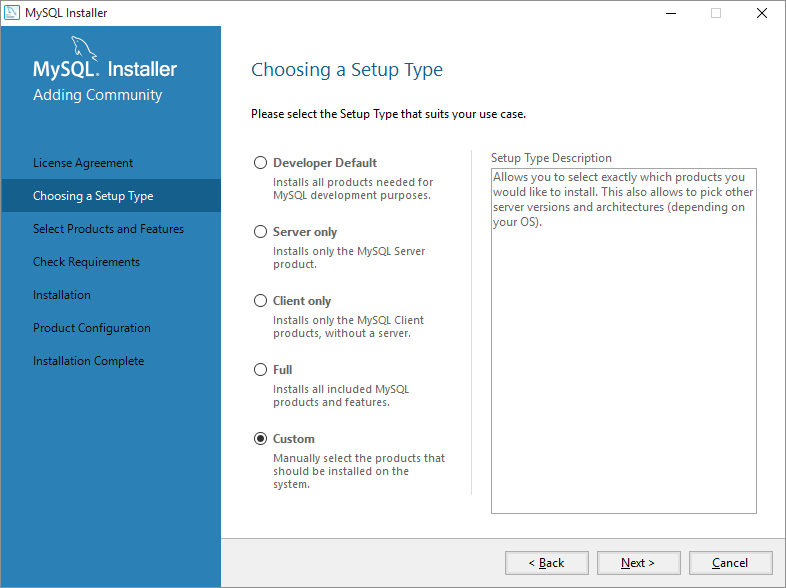 MySQL Installer
MySQL. Installer
Adding Community
License Agreement
Choosing a Setup Type
Select Products and Features
Check Requirements
Installation
Product Configuration
Installation Complete
Choosing a Setup Type
Please select the Setup Type that suits your use case.
Developer Default
Installs all products needed for
MySQL development purposes.
Server only
Installs only the MySQL Server
product.
Client only
Installs only the MySQL Client
products, without a server.
Full
Installs all included MySQL
products and features.
Custom
Manually select the products that
should be installed on the
system.
Setup Type Description
Allows you to select exactly which products you
would like to install. This also allows to pick other
server versions and architectures (depending on
your OS).
< Back
Next >
Cancel